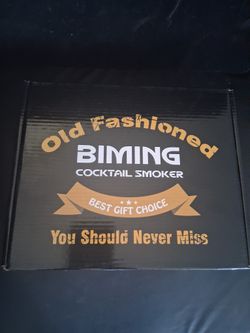 Old Fashioned
BIMING
COCKTAIL SMOKER
BEST GIFT CHOICE
You Should Never Miss